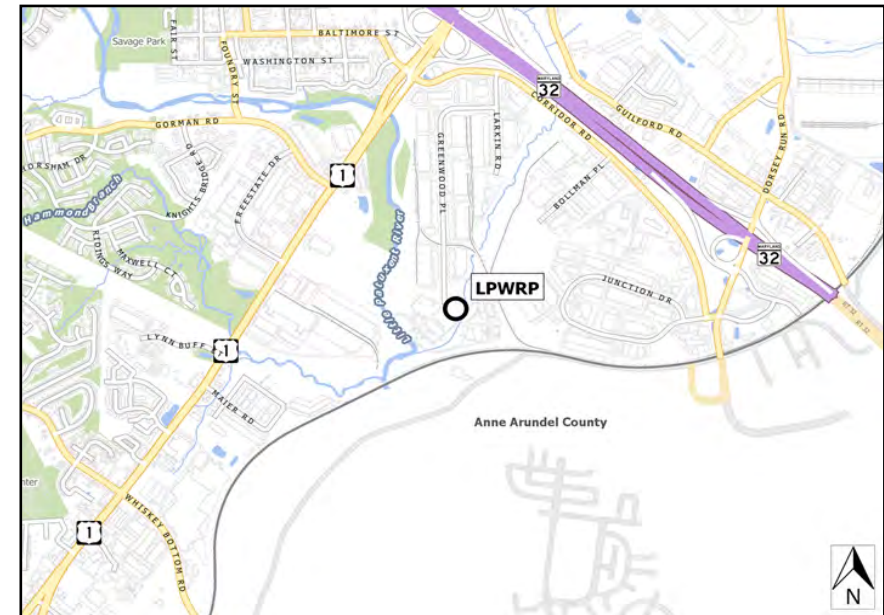 Savage Park
FAIR ST
BALTIMORE ST
WASHINGTON ST
FOUNDRY ST
MARYLAND
32
GUILFORD RD
CORRIDOR RD
LARKIN RD
GREENWOOD PL
GORMAN RD
DORSEY RUN RD
KNIGHTS BRIDGE RD
FREESTATE DR
1
BOLLMAN PL
Hammond Branch
RIDINGS WAY
MAXWELL CT
Little Patuxent River
MARYLAND
32
LPWRP
JUNCTION DR
LYNN BUFF
1
MAIER RD
Anne Arundel County
WHISKEY BOTTOM RD
1
N